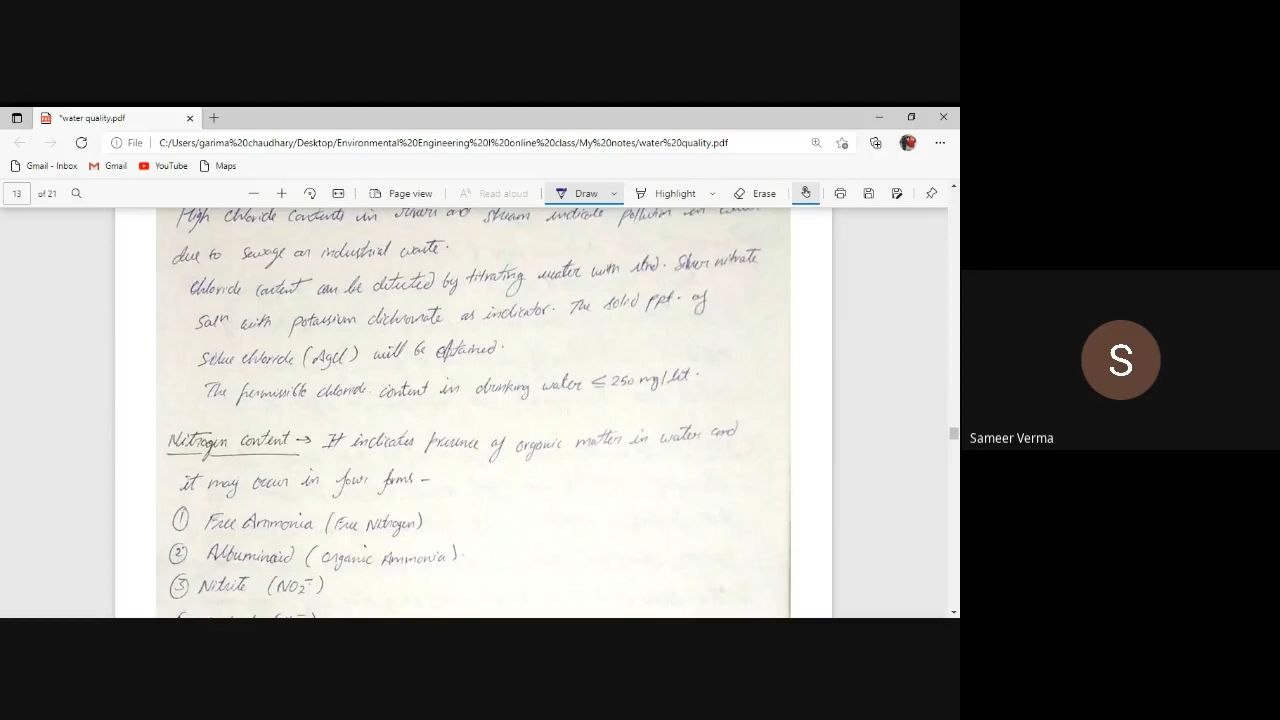 *water quality.pdf
File
C:/Users/garima%20chaudhary/Desktop/Environmental%20Engineering%20I%20online%20class/My%20notes/water%20quality.pdf
Gmail - Inbox Gmail YouTube Maps
13 of 21 Page view Read aloud Draw Highlight Erase
High chloride contents in rivers and stream indicate pollution in water
due to sewage or industrial waste.
Chloride content can be detected by titrating water with std. Silver nitrate
Soln with potassium dichromate as indicator. The solid ppt. of
chloride (AgCl) will be obtained.
The permissible chloride content in drinking water ≤ 250 mg/lit.
Nitrogen content → It indicates presence of organic matter in water and
it may occur in four forms -
① Free Ammonia (Free Nitrogen)
② Albuminoid (Organic Ammonia).
③ Nitrite (NO2-)
S
Sameer Verma